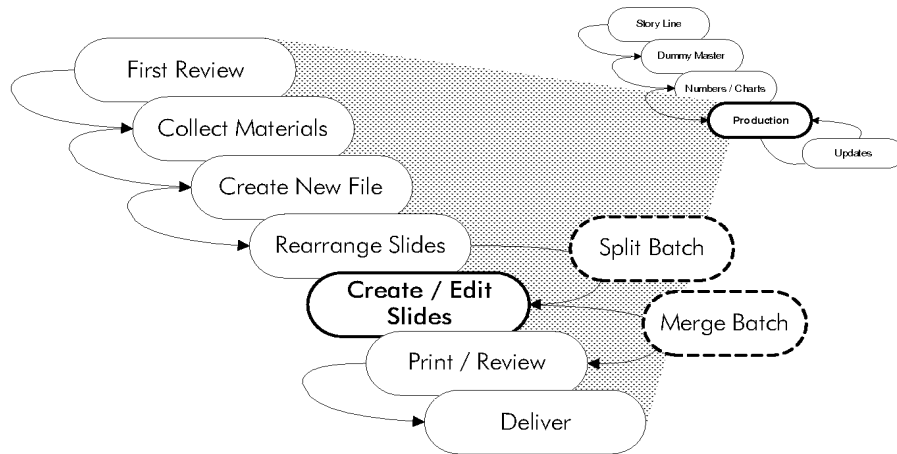 Story Line
Dummy Master
Numbers / Charts
Production
Updates
First Review
Collect Materials
Create New File
Rearrange Slides
Split Batch
Create / Edit
Slides
Merge Batch
Print / Review
Deliver